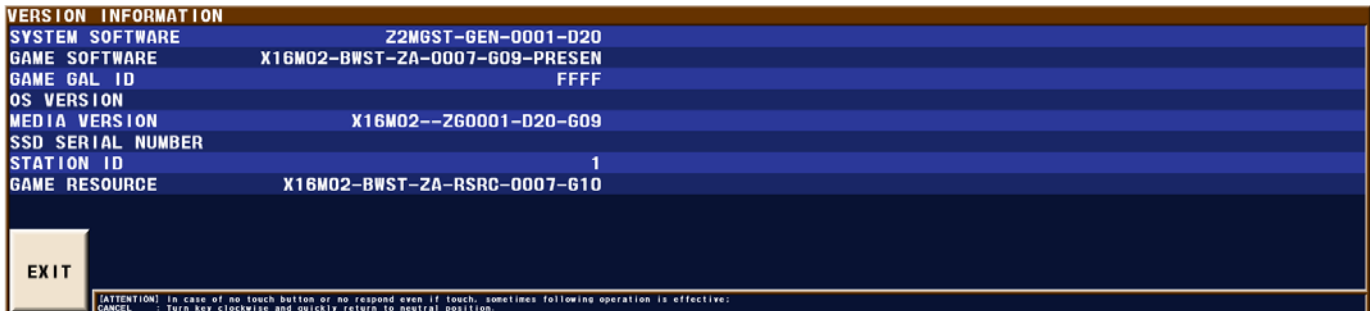 VERSION INFORMATION
SYSTEM SOFTWARE Z2MGST-GEN-0001-D20
GAME SOFTWARE X16M02-BWST-ZA-0007-G09-PRESEN
GAME GAL ID FFFF
OS VERSION
MEDIA VERSION X16M02--ZG0001-D20-G09
SSD SERIAL NUMBER
STATION ID 1
GAME RESOURCE X16M02-BWST-ZA-RSRC-0007-G10
EXIT
[ATTENTION] In case of no touch button or no respond even if touch, sometimes following operation is effective;
CANCEL : Turn key clockwise and quickly return to neutral position.